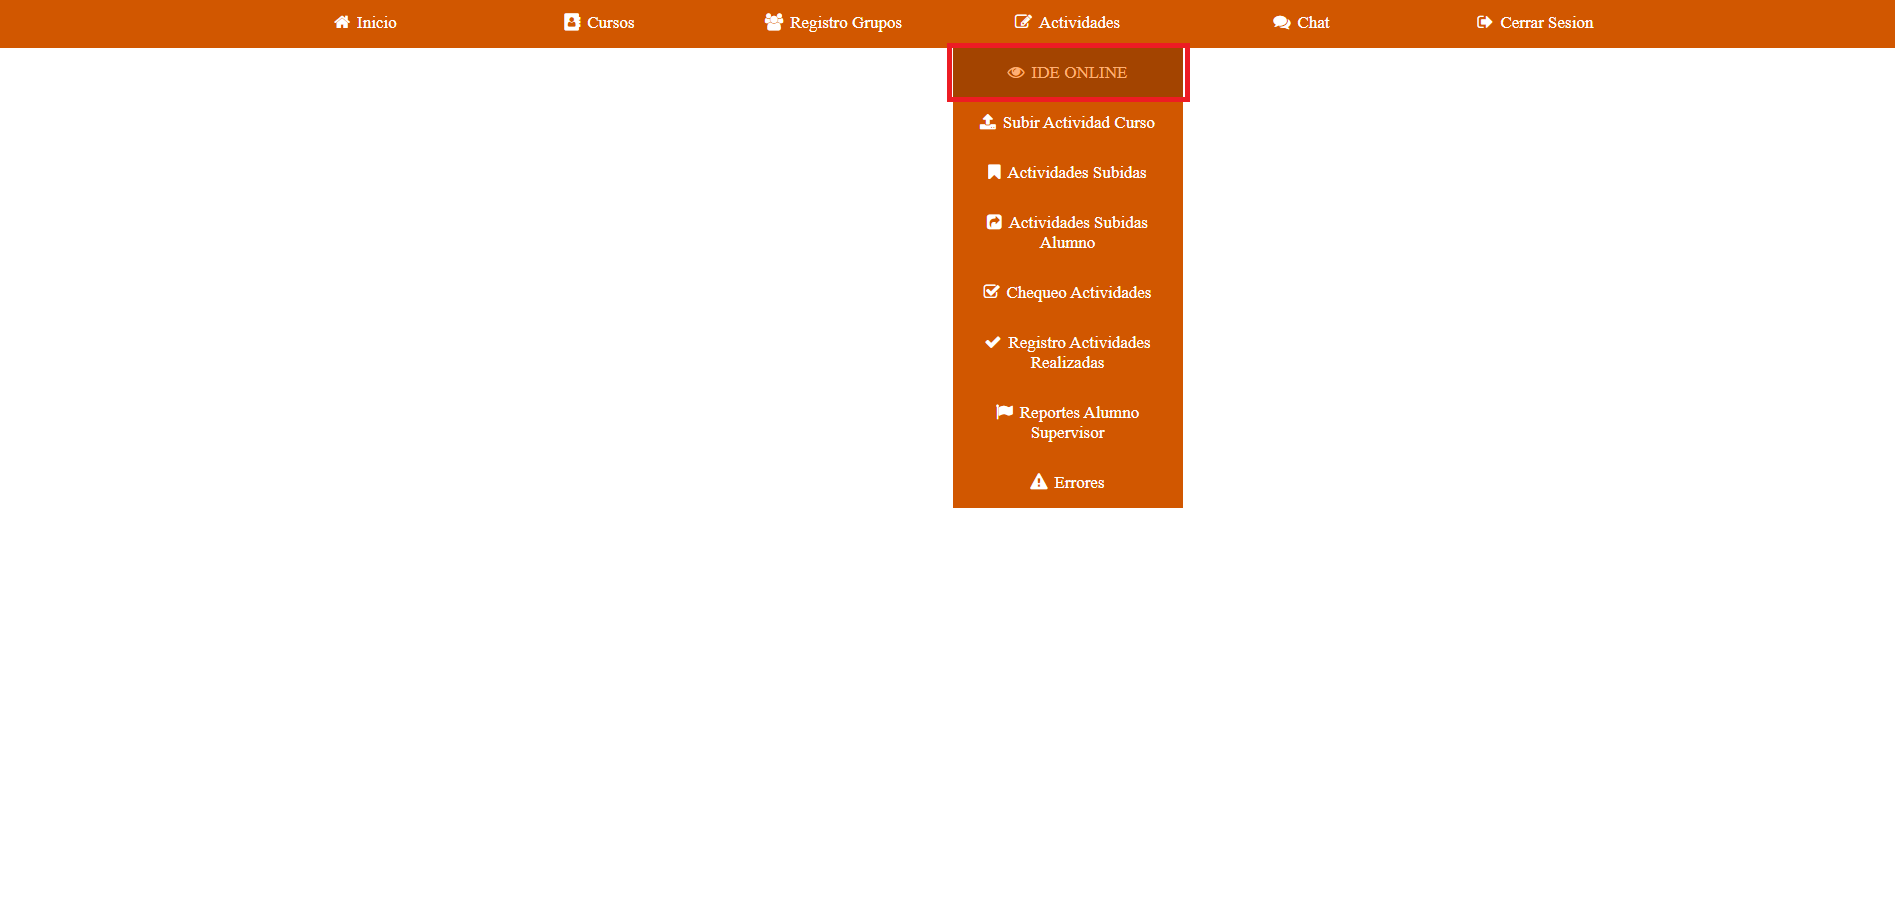 Inicio
Cursos
Registro Grupos
Actividades
Chat
Cerrar Sesion
IDE ONLINE
Subir Actividad Curso
Actividades Subidas
Actividades Subidas
Alumno
Chequeo Actividades
Registro Actividades
Realizadas
Reportes Alumno
Supervisor
Errores